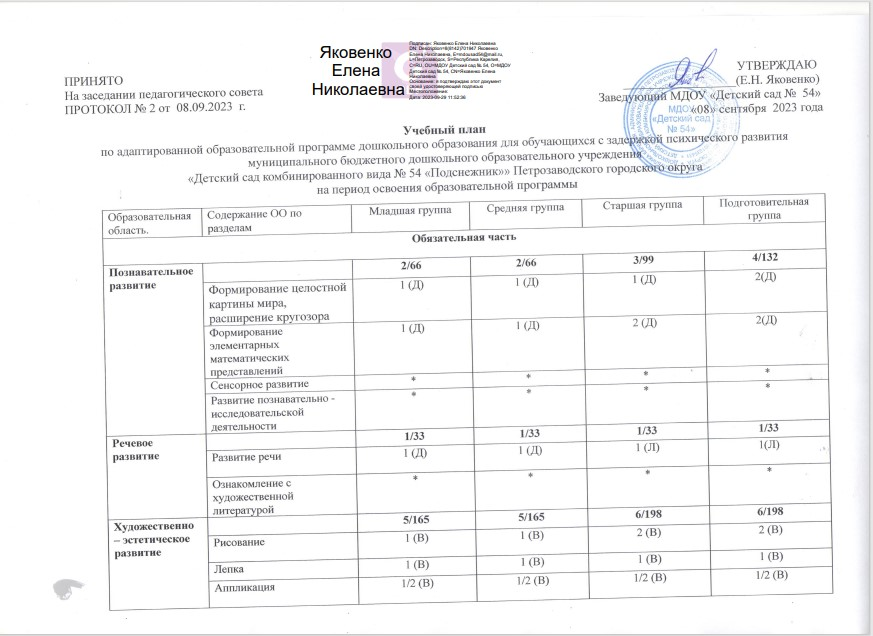 ПРИНЯТО
На заседании педагогического совета
ПРОТОКОЛ № 2 от 08.09.2023 г.
Яковенко
Елена
Николаевна
Подписан: Яковенко Елена Николаевна
Основание: я подтверждаю этот документ
своей удостоверяющей подписью
Местоположение:
УТВЕРЖДАЮ
(Е.Н. Яковенко)
Заведующий МДОУ «Детский сад № 54»
«08» сентября 2023 года
МДОУ
«Детский сад
№ 54»
Учебный план
по адаптированной образовательной программе дошкольного образования для обучающихся с задержкой психического развития
муниципального бюджетного дошкольного образовательного учреждения
«Детский сад комбинированного вида № 54 «Подснежник»» Петрозаводского городского округа
на период освоения образовательной программы
Образовательная область. Содержание ОО по разделам Младшая группа Средняя группа Старшая группа Подготовительная группа
Обязательная часть
Познавательное развитие 2/66 2/66 3/99 4/132
Формирование целостной картины мира, расширение кругозора 1 (Д) 1 (Д) 1 (Д) 2(Д)
Формирование элементарных математических представлений 1 (Д) 1 (Д) 2 (Д) 2(Д)
Сенсорное развитие * * * *
Развитие познавательно - исследовательской деятельности * * * *
Речевое развитие 1/33 1/33 1/33 1/33
Развитие речи 1 (Д) 1 (Д) 1 (Л) 1(Л)
Ознакомление с художественной литературой * * * *
Художественно – эстетическое развитие 5/165 5/165 6/198 6/198
Рисование 1 (В) 1 (В) 2 (В) 2 (В)
Лепка 1 (В) 1 (В) 1 (В) 1 (В)
Аппликация 1/2 (В) 1/2 (В) 1/2 (В) 1/2 (В)